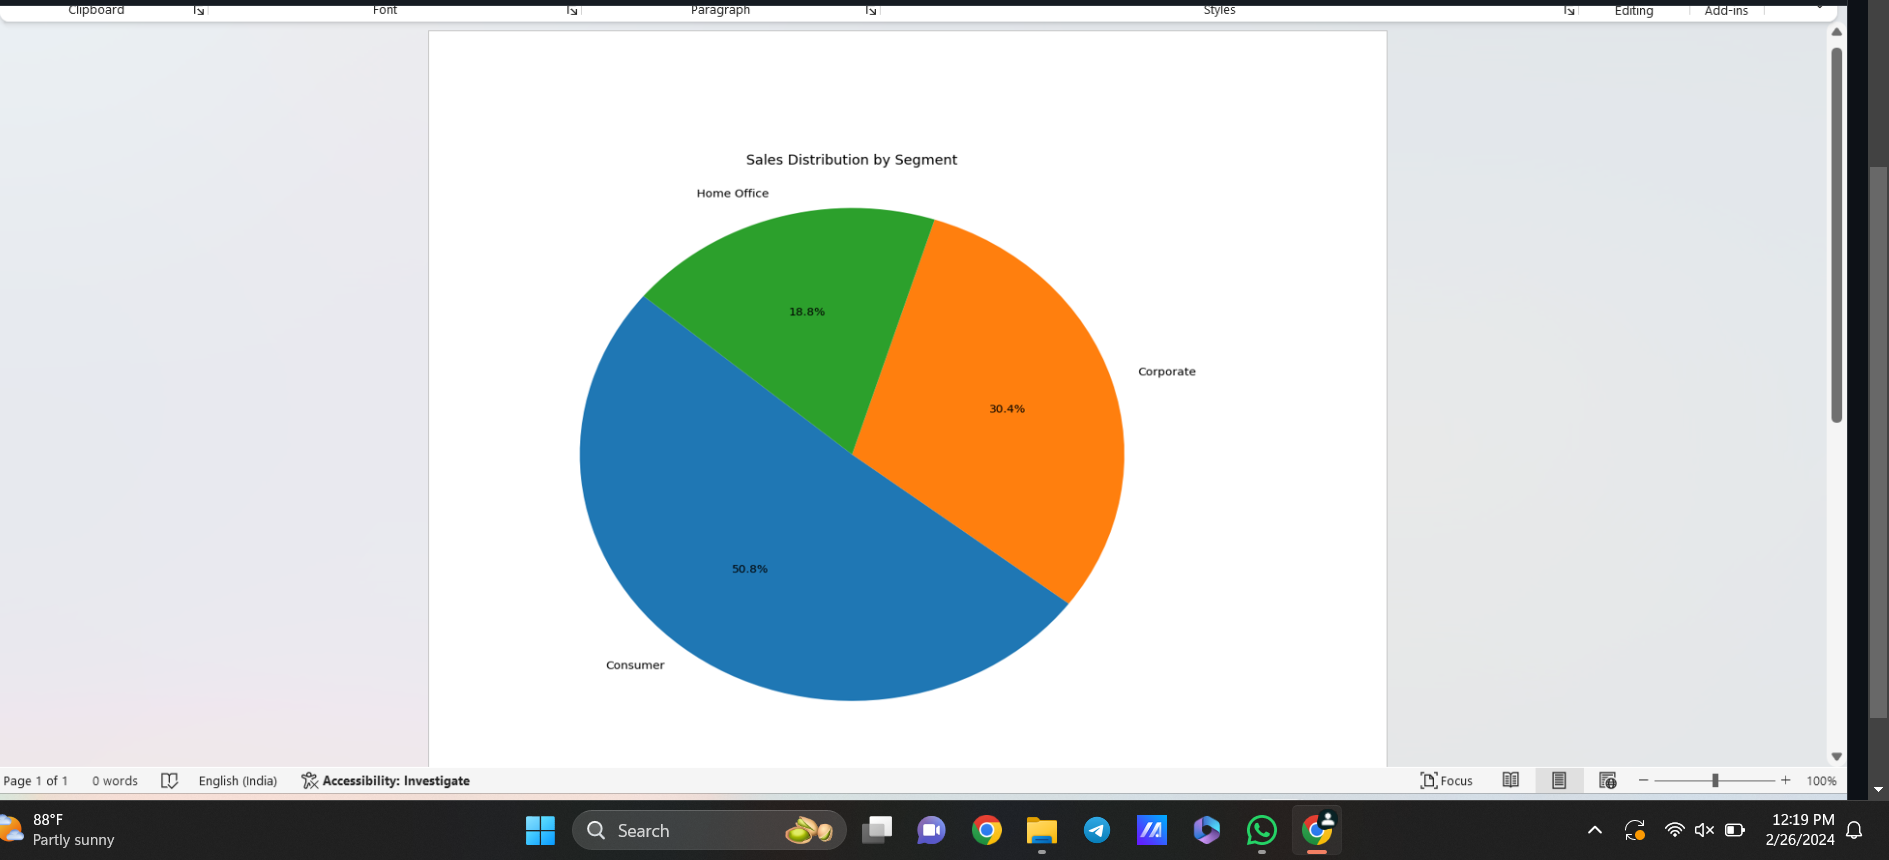 Clipboard Font Paragraph Styles Editing Add-ins
Sales Distribution by Segment
Home Office
18.8%
Corporate
30.4%
50.8%
Consumer
Page 1 of 1 0 words English (India) Accessibility: Investigate Focus 100%
88°F
Partly sunny
Search
12:19 PM
2/26/2024